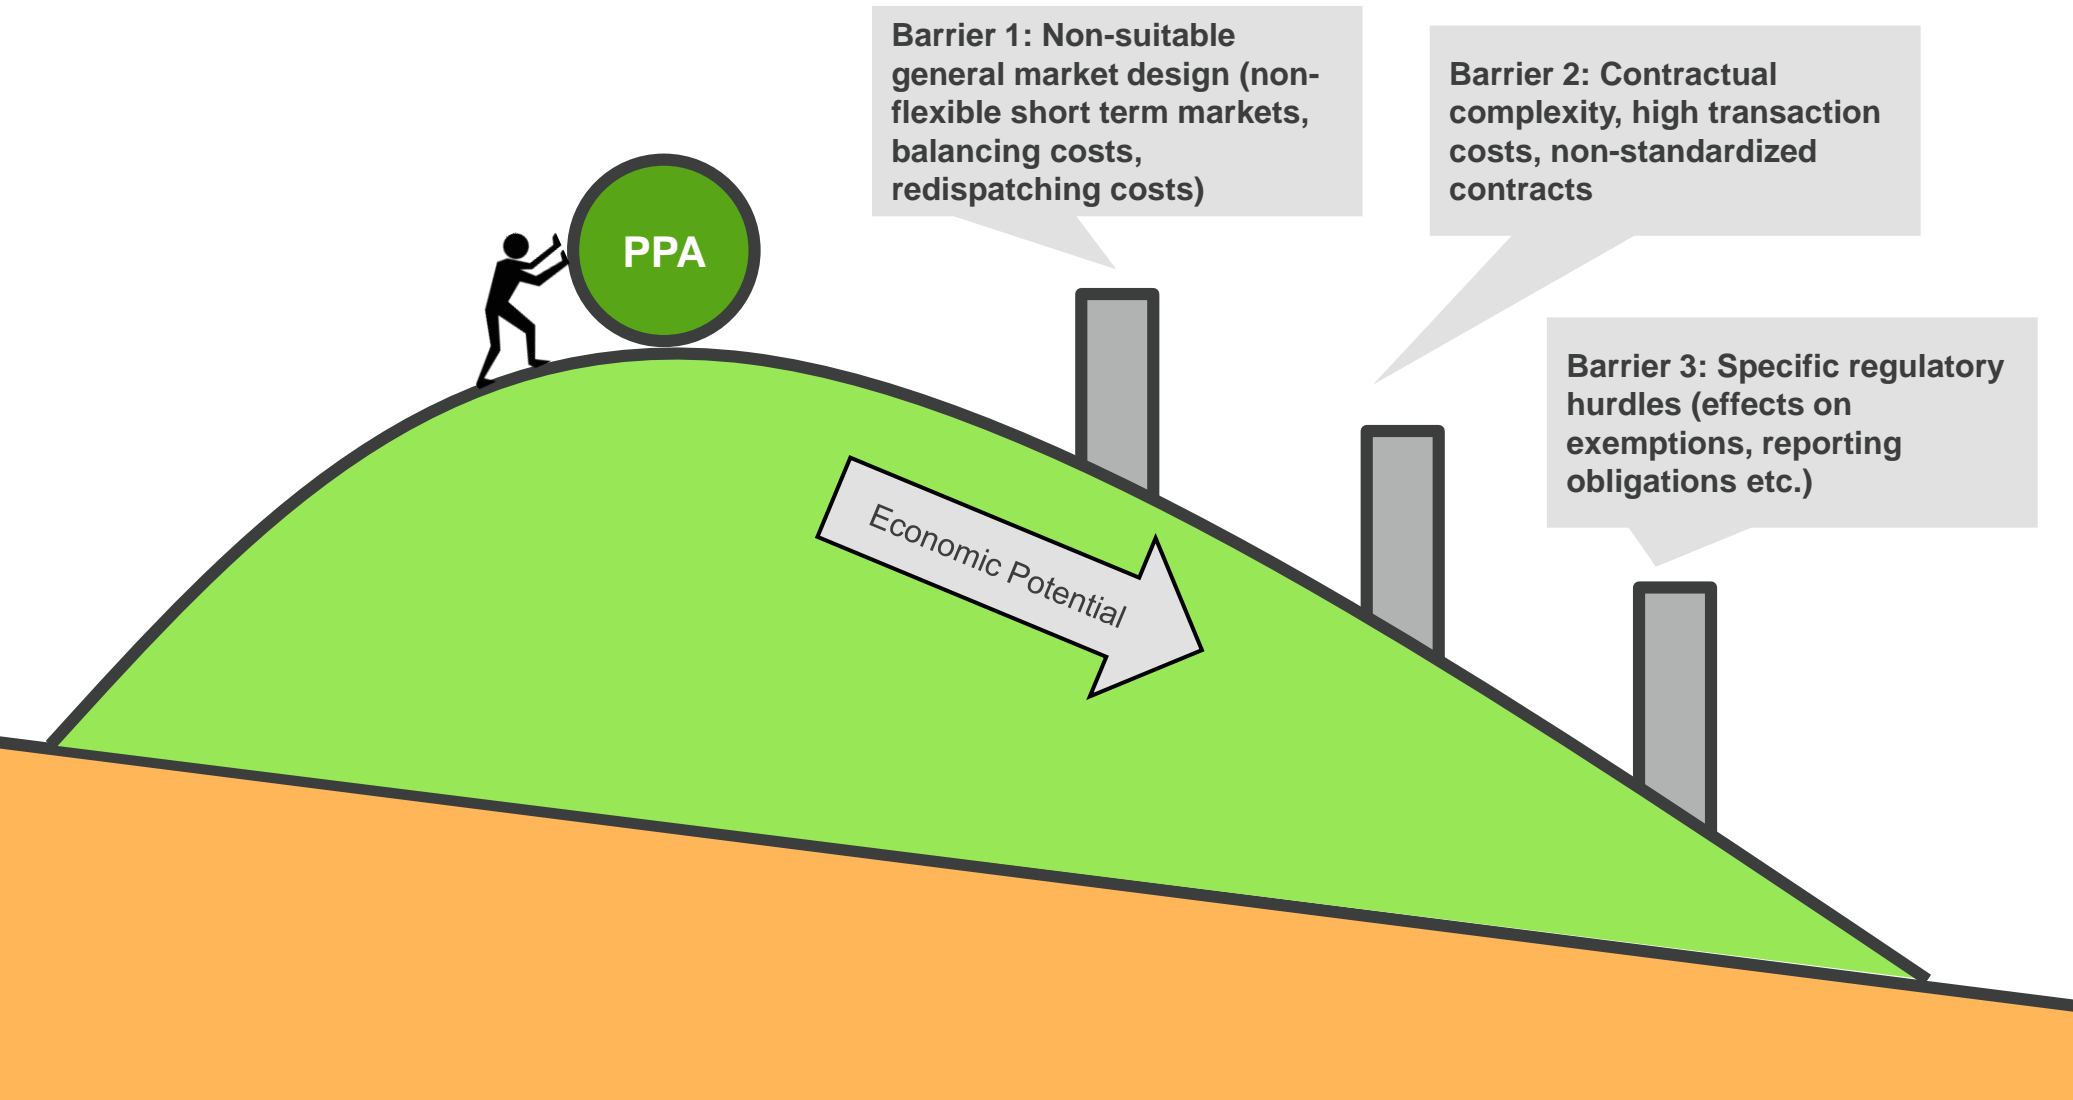 Barrier 1: Non-suitable
general market design (non-
flexible short term markets,
balancing costs,
redispatching costs)
Barrier 2: Contractual
complexity, high transaction
costs, non-standardized
contracts
PPA
Barrier 3: Specific regulatory
hurdles (effects on
exemptions, reporting
obligations etc.)
Economic Potential